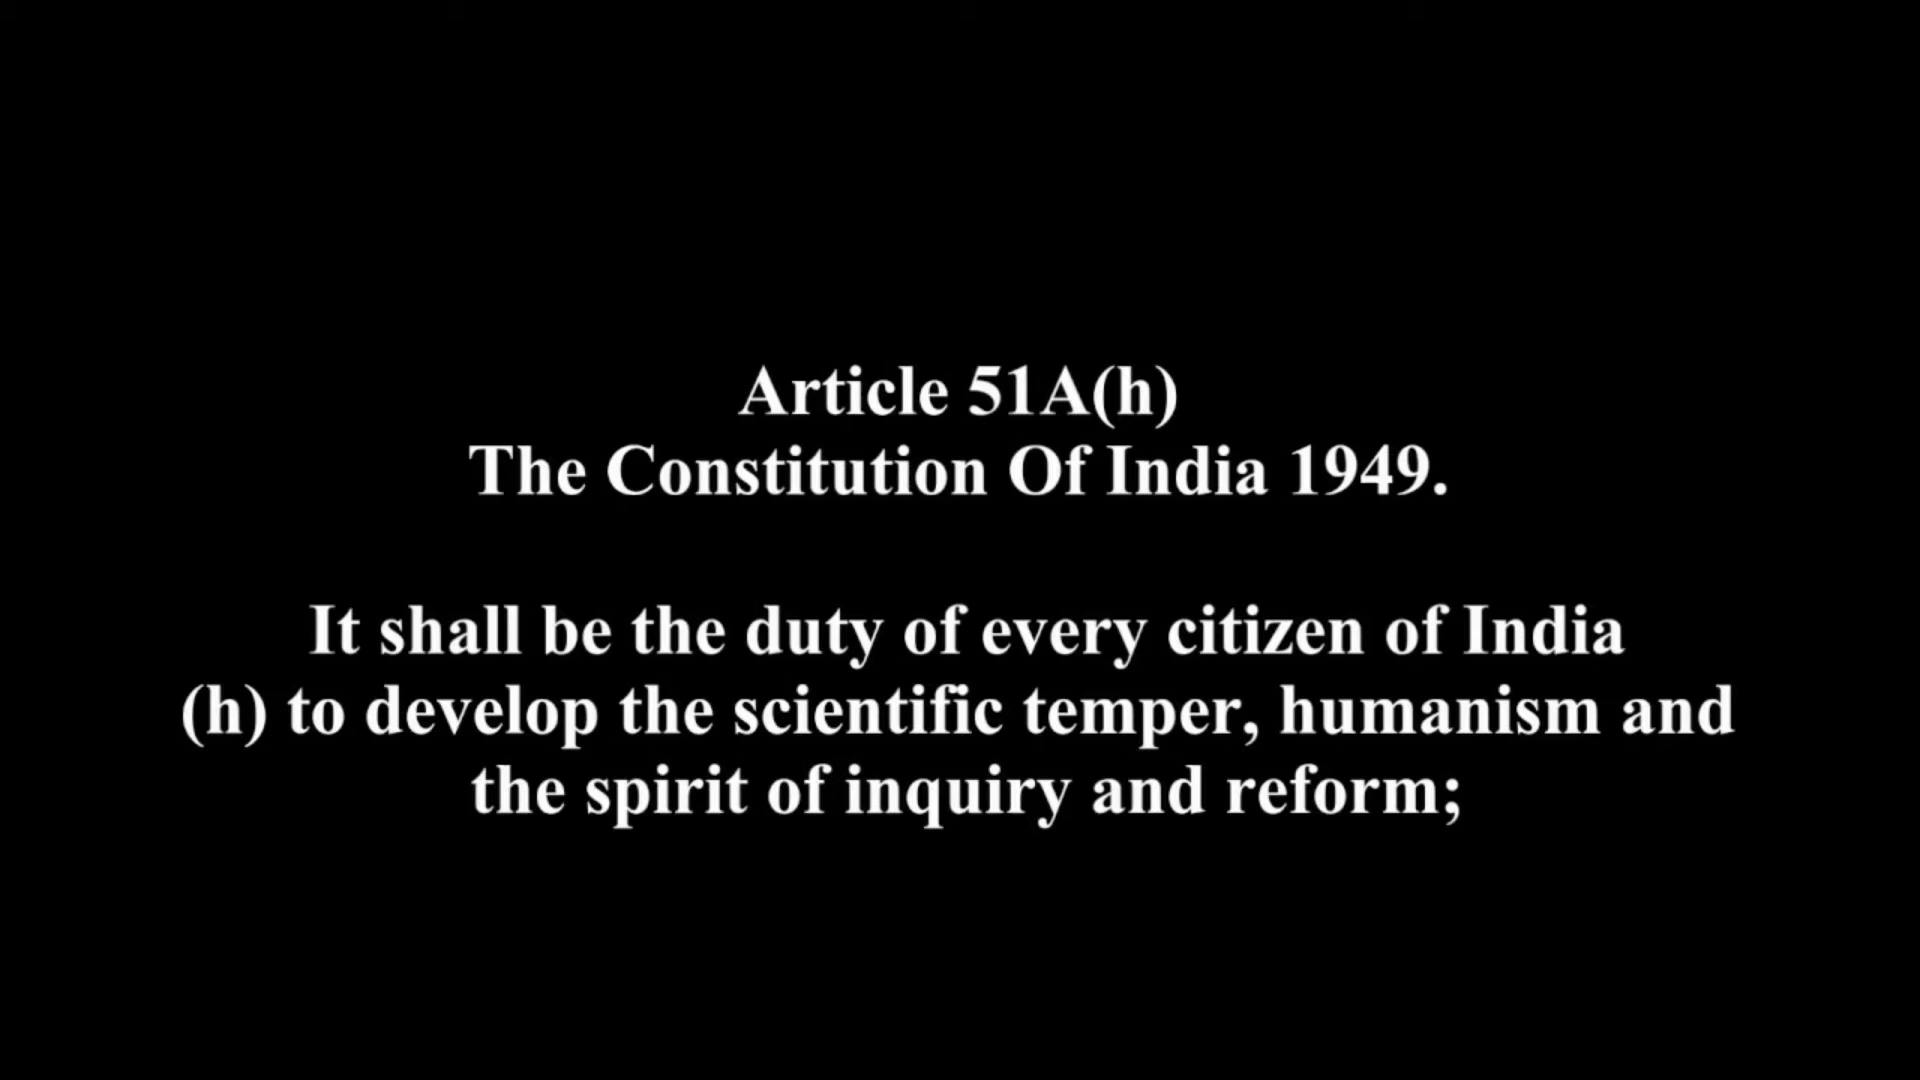 Article 51A(h)
The Constitution Of India 1949.
It shall be the duty of every citizen of India
(h) to develop the scientific temper, humanism and
the spirit of inquiry and reform;